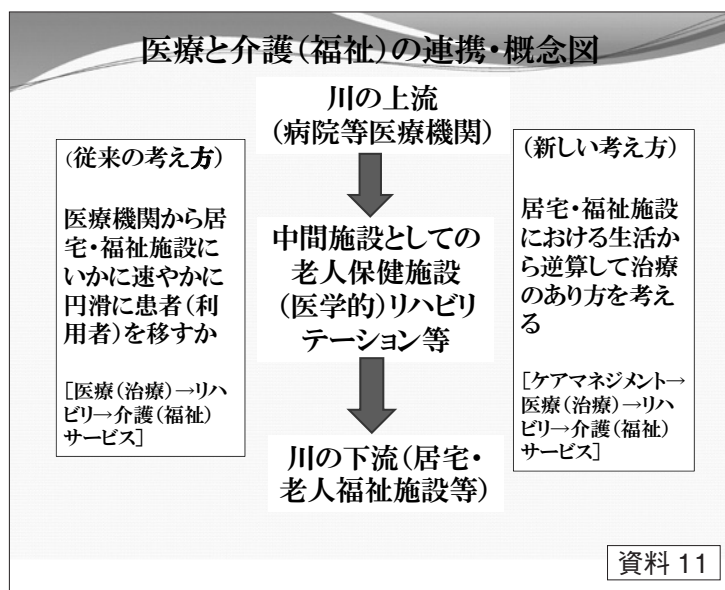 医療と介護(福祉)の連携・概念図
川の上流
(病院等医療機関)
(従来の考え方)
医療機関から居
宅・福祉施設に
いかに速やかに
円滑に患者(利
用者)を移すか
[医療(治療)→リハ
ビリ→介護(福祉)
サービス]
中間施設としての
老人保健施設
(医学的)リハビリ
テーション等
川の下流(居宅・
老人福祉施設等)
(新しい考え方)
居宅・福祉施設
における生活か
ら逆算して治療
のあり方を考え
る
[ケアマネジメント→
医療(治療)→リハ
ビリ→介護(福祉)
サービス]
資料 11